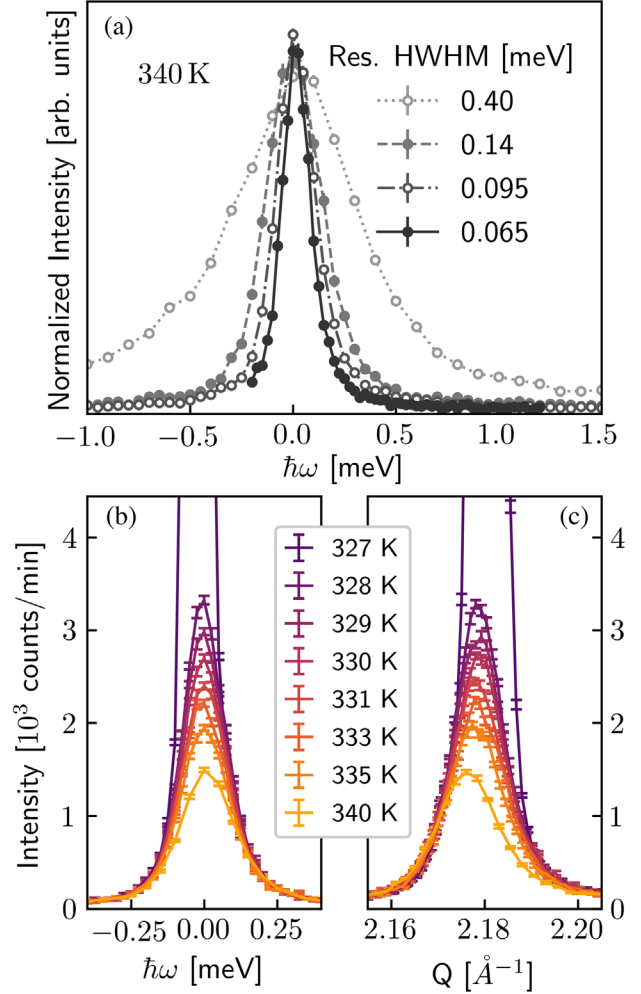 (a)
340 K
Res. HWHM [meV]
0.40
0.14
0.095
0.065
Normalized Intensity [arb. units]
−1.0 −0.5 0.0 0.5 1.0 1.5
ħω [meV]
(b)
(c)
327 K
328 K
329 K
330 K
331 K
333 K
335 K
340 K
Intensity [10³ counts/min]
4 4
3 3
2 2
1 1
0 0
−0.25 0.00 0.25
2.16 2.18 2.20
ħω [meV]
Q [Å⁻¹]